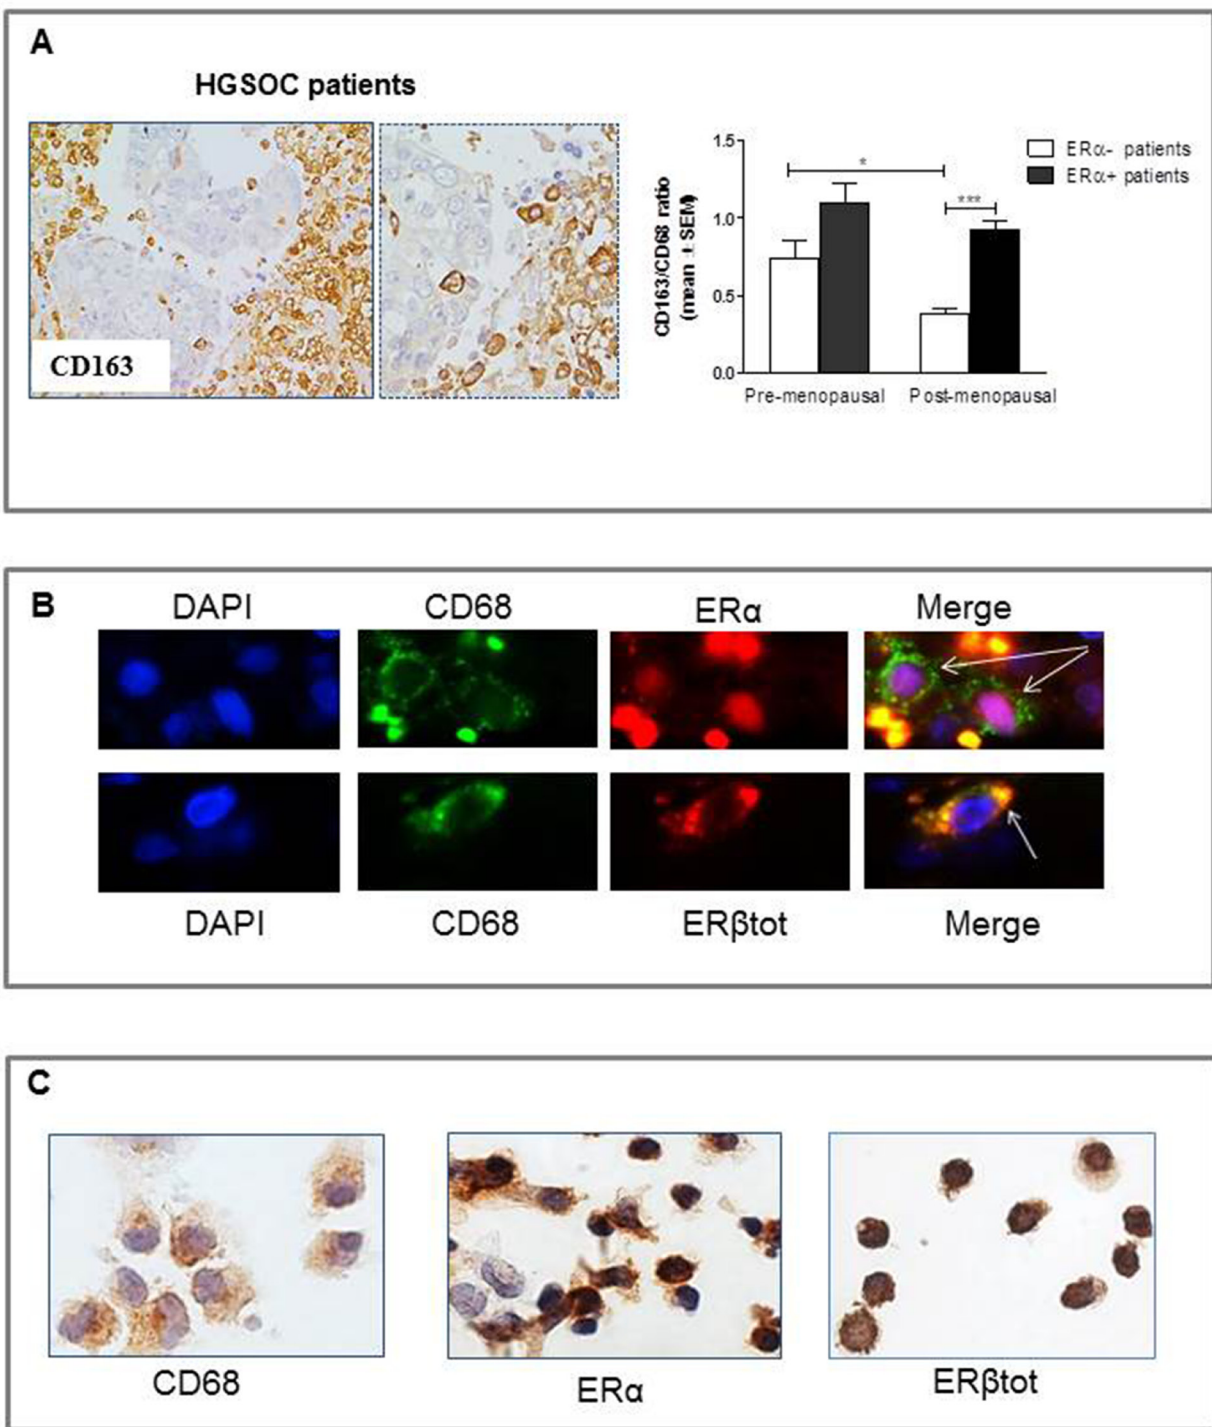 A
HGSOC patients
CD163
CD163/CD68 ratio
(mean ± SEM)
1.5
1.0
0.5
0.0
*
***
ERα- patients
ERα+ patients
Pre-menopausal
Post-menopausal
B
DAPI
CD68
ERα
Merge
DAPI
CD68
ERβtot
Merge
C
CD68
ERα
ERβtot